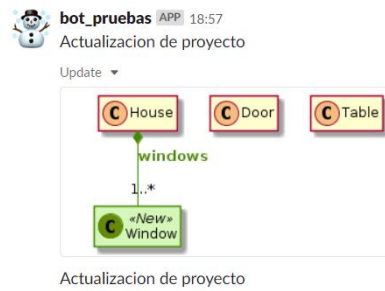 bot_pruebas APP 18:57
Actualizacion de proyecto
Update
C House C Door C Table
windows
1..*
«New»
C Window
Actualizacion de proyecto